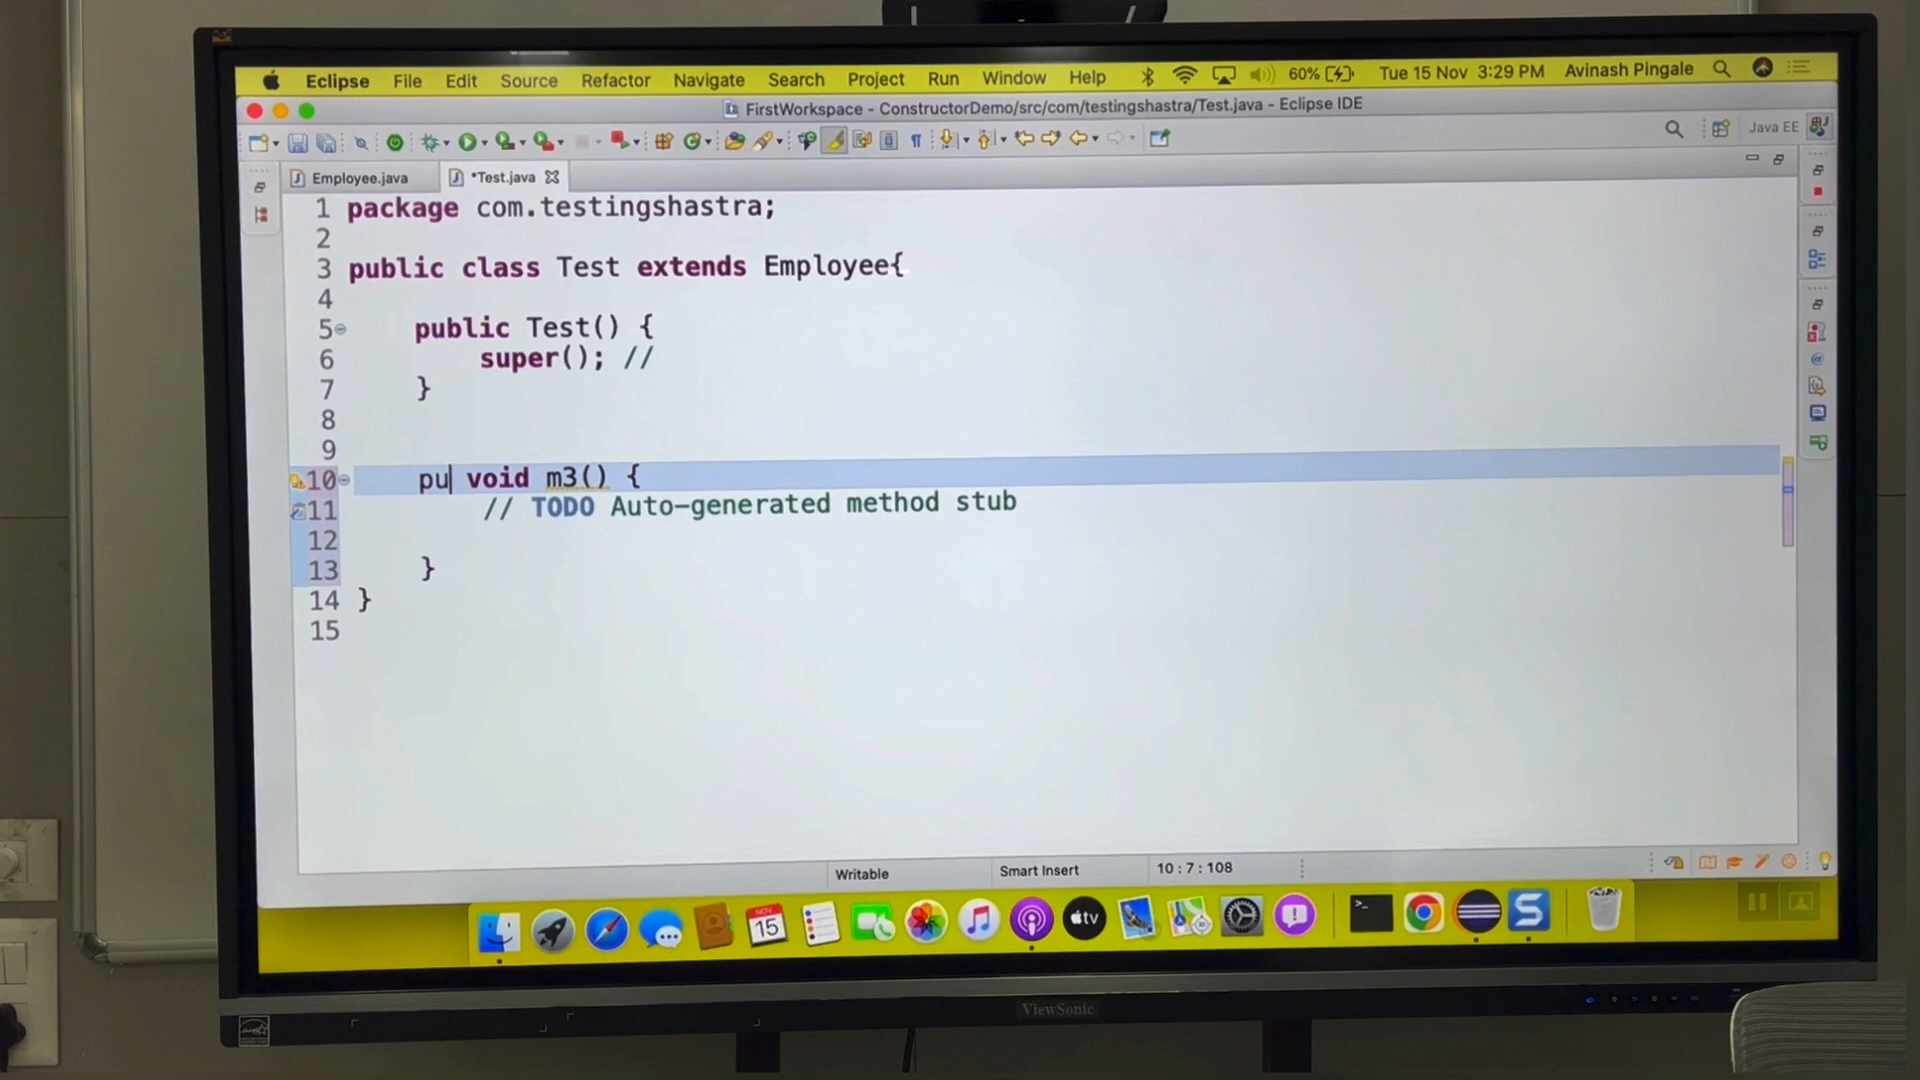 Eclipse File Edit Source Refactor Navigate Search Project Run Window Help 60% Tue 15 Nov 3:29 PM Avinash Pingale
FirstWorkspace - ConstructorDemo/src/com/testingshastra/Test.java - Eclipse IDE
Java EE
Employee.java *Test.java
1 package com.testingshastra;
2
3 public class Test extends Employee{
4
5 public Test() {
6 super(); //
7 }
8
9
10 pu void m3() {
11 // TODO Auto-generated method stub
12
13 }
14 }
15
Writable Smart Insert 10 : 7 : 108
NOV
15
tv
S
ViewSonic